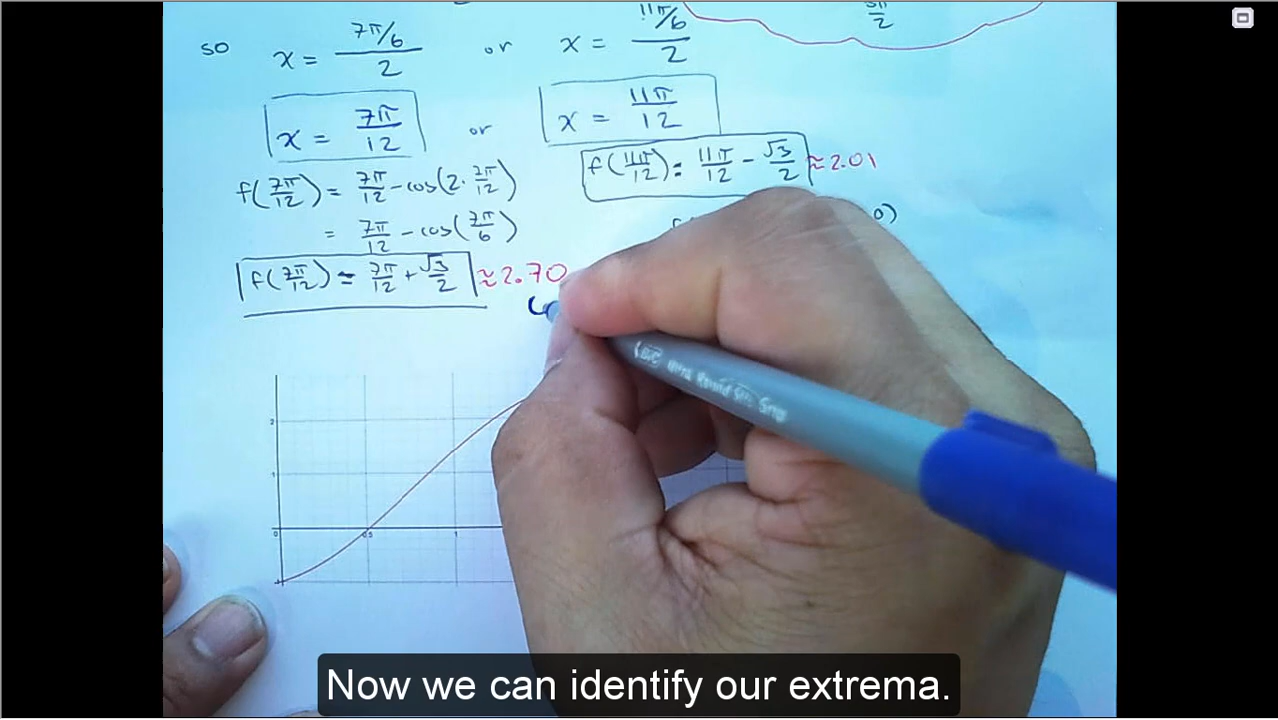 so x = 7π/6 / 2 or x = 11π/6 / 2
3π/2
x = 7π/12 or x = 11π/12
f(11π/12) = 11π/12 - √3/2 ≈ 2.01
f(7π/12) = 7π/12 - cos(2·7π/12)
= 7π/12 - cos(7π/6)
f(7π/12) = 7π/12 + √3/2 ≈ 2.70
2
1
0 0.5 1
Now we can identify our extrema.